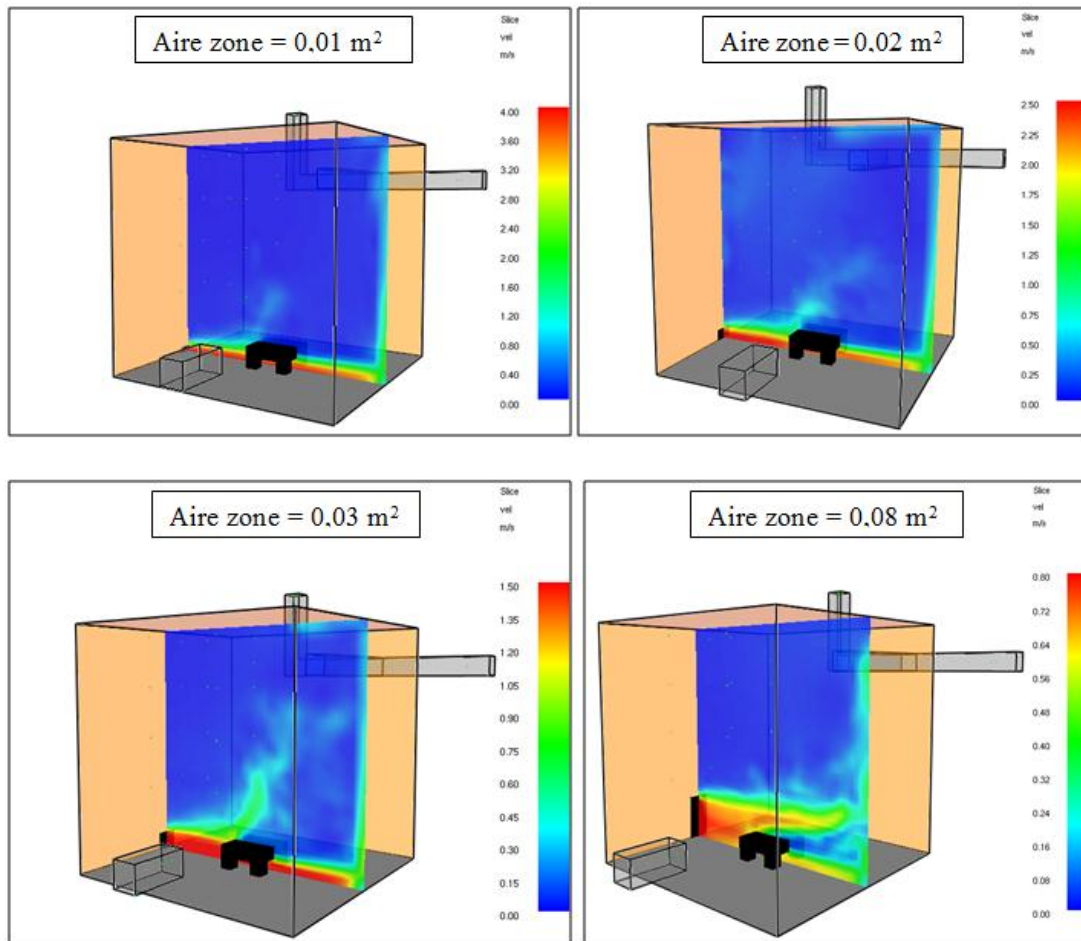 Aire zone = 0.01 m²
Slice
vel
m/s
4.00
3.60
3.20
2.80
2.40
2.00
1.60
1.20
0.80
0.40
0.00
Aire zone = 0.02 m²
Slice
vel
m/s
2.50
2.25
2.00
1.75
1.50
1.25
1.00
0.75
0.50
0.25
0.00
Aire zone = 0.03 m²
Slice
vel
m/s
1.50
1.35
1.20
1.05
0.90
0.75
0.60
0.45
0.30
0.15
0.00
Aire zone = 0.08 m²
Slice
vel
m/s
0.80
0.72
0.64
0.56
0.48
0.40
0.32
0.24
0.16
0.08
0.00